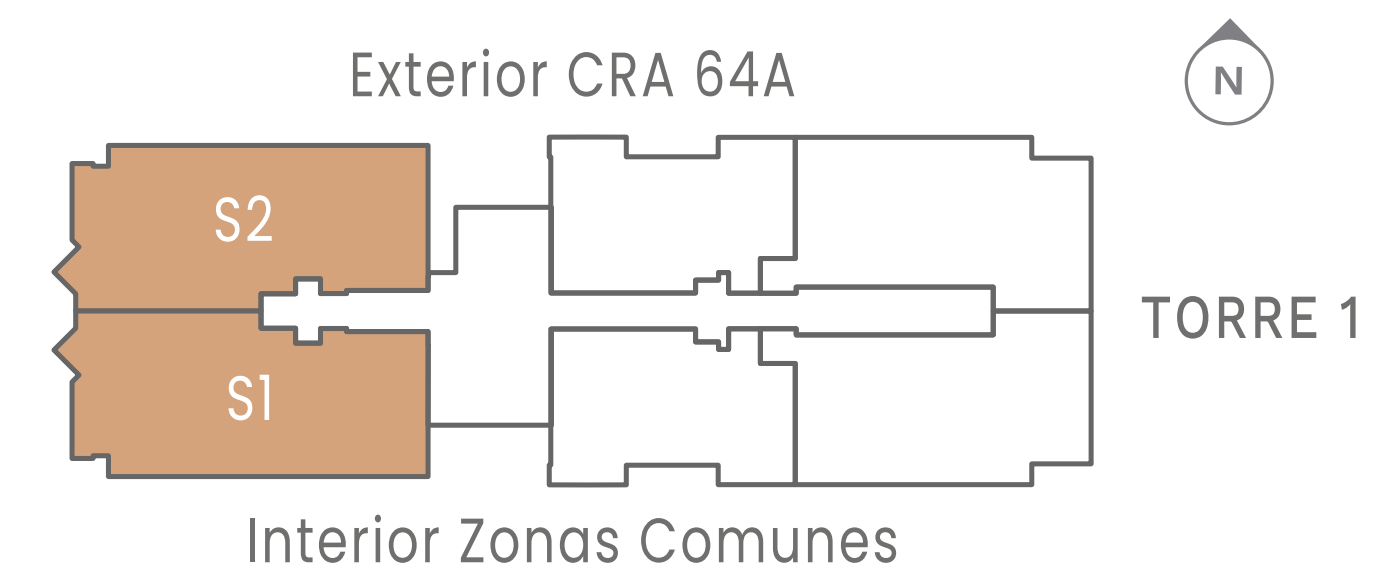 Exterior CRA 64A
N
S2
TORRE 1
S1
Interior Zonas Comunes